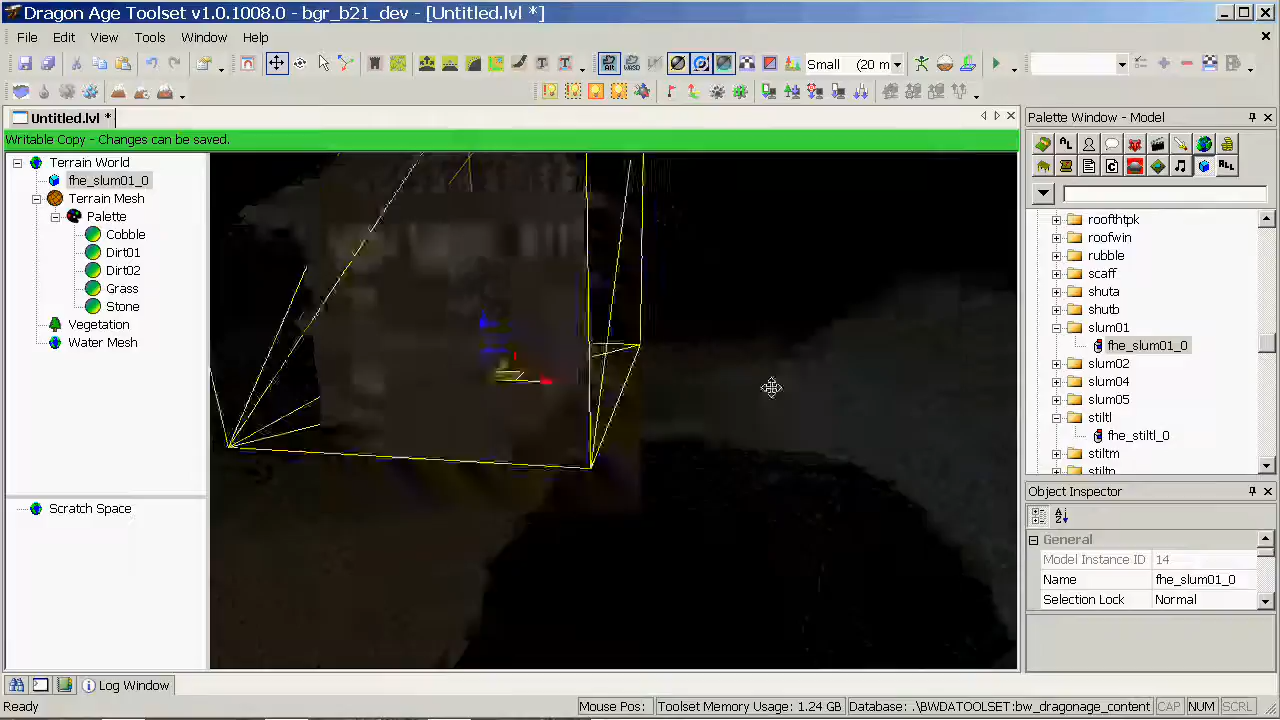 Dragon Age Toolset v1.0.1008.0 - bgr_b21_dev - [Untitled.lvl *]
File Edit View Tools Window Help
Small (20 m
Untitled.lvl *
Writable Copy - Changes can be saved.
Terrain World
fhe_slum01_0
Terrain Mesh
Palette
Cobble
Dirt01
Dirt02
Grass
Stone
Vegetation
Water Mesh
Scratch Space
Palette Window - Model
ALL
roofthtpk
roofwin
rubble
scaff
shuta
shutb
slum01
fhe_slum01_0
slum02
slum04
slum05
stiltl
fhe_stiltl_0
stiltm
Object Inspector
General
Model Instance ID 14
Name fhe_slum01_0
Selection Lock Normal
Log Window
Ready Mouse Pos: Toolset Memory Usage: 1.24 GB Database: .\BWDATOOLSET:bw_dragonage_content CAP NUM SCRL